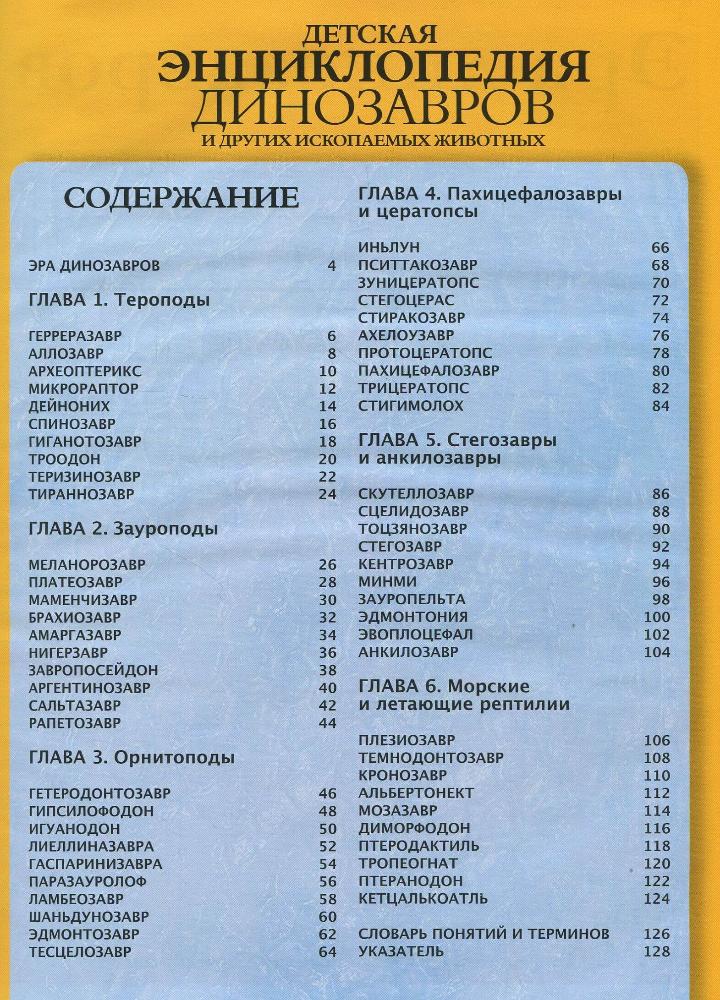 ДЕТСКАЯ
ЭНЦИКЛОПЕДИЯ
ДИНОЗАВРОВ
И ДРУГИХ ИСКОПАЕМЫХ ЖИВОТНЫХ
СОДЕРЖАНИЕ
ЭРА ДИНОЗАВРОВ 4
ГЛАВА 1. Тероподы
ГЕРРЕРАЗАВР 6
АЛЛОЗАВР 8
АРХЕОПТЕРИКС 10
МИКРОРАПТОР 12
ДЕЙНОНИХ 14
СПИНОЗАВР 16
ГИГАНОТОЗАВР 18
ТРООДОН 20
ТЕРИЗИНОЗАВР 22
ТИРАННОЗАВР 24
ГЛАВА 2. Зауроподы
МЕЛАНОРОЗАВР 26
ПЛАТЕОЗАВР 28
МАМЕНЧИЗАВР 30
БРАХИОЗАВР 32
АМАРГАЗАВР 34
НИГЕРЗАВР 36
ЗАВРОПОСЕЙДОН 38
АРГЕНТИНОЗАВР 40
САЛЬТАЗАВР 42
РАПЕТОЗАВР 44
ГЛАВА 3. Орнитоподы
ГЕТЕРОДОНТОЗАВР 46
ГИПСИЛОФОДОН 48
ИГУАНОДОН 50
ЛИЕЛЛИНАЗАВРА 52
ГАСПАРИНИЗАВРА 54
ПАРАЗАУРОЛОФ 56
ЛАМБЕОЗАВР 58
ШАНЬДУНОЗАВР 60
ЭДМОНТОЗАВР 62
ТЕСЦЕЛОЗАВР 64
ГЛАВА 4. Пахицефалозавры
и цератопсы
ИНЬЛУН 66
ПСИТТАКОЗАВР 68
ЗУНИЦЕРАТОПС 70
СТЕГОЦЕРАС 72
СТИРАКОЗАВР 74
АХЕЛОУЗАВР 76
ПРОТОЦЕРАТОПС 78
ПАХИЦЕФАЛОЗАВР 80
ТРИЦЕРАТОПС 82
СТИГИМОЛОХ 84
ГЛАВА 5. Стегозавры
и анкилозавры
СКУТЕЛЛОЗАВР 86
СЦЕЛИДОЗАВР 88
ТОЦЗЯНОЗАВР 90
СТЕГОЗАВР 92
КЕНТРОЗАВР 94
МИНМИ 96
ЗАУРОПЕЛЬТА 98
ЭДМОНТОНИЯ 100
ЭВОПЛОЦЕФАЛ 102
АНКИЛОЗАВР 104
ГЛАВА 6. Морские
и летающие рептилии
ПЛЕЗИОЗАВР 106
ТЕМНОДОНТОЗАВР 108
КРОНОЗАВР 110
АЛЬБЕРТОНЕКТ 112
МОЗАЗАВР 114
ДИМОРФОДОН 116
ПТЕРОДАКТИЛЬ 118
ТРОПЕОГНАТ 120
ПТЕРАНОДОН 122
КЕТЦАЛЬКОАТЛЬ 124
СЛОВАРЬ ПОНЯТИЙ И ТЕРМИНОВ 126
УКАЗАТЕЛЬ 128